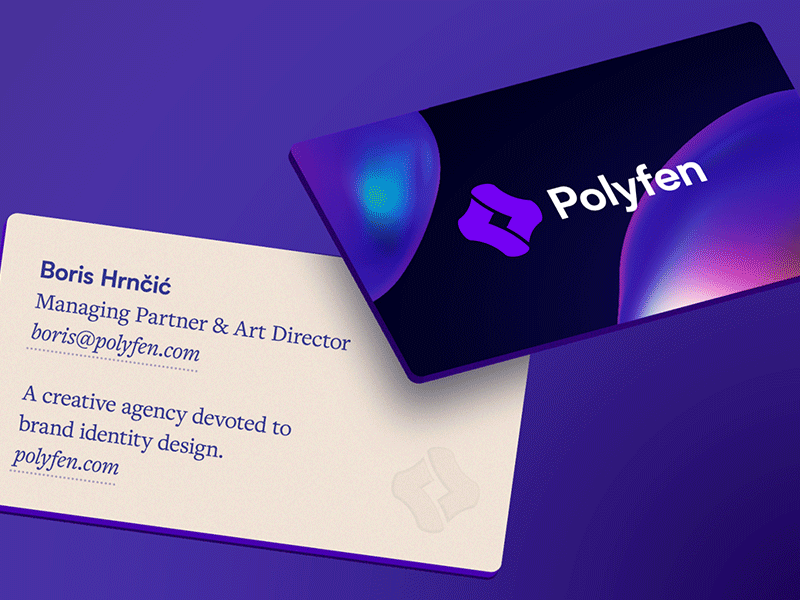 Polyfen
Boris Hrnčić
Managing Partner & Art Director
boris@polyfen.com
A creative agency devoted to
brand identity design.
polyfen.com